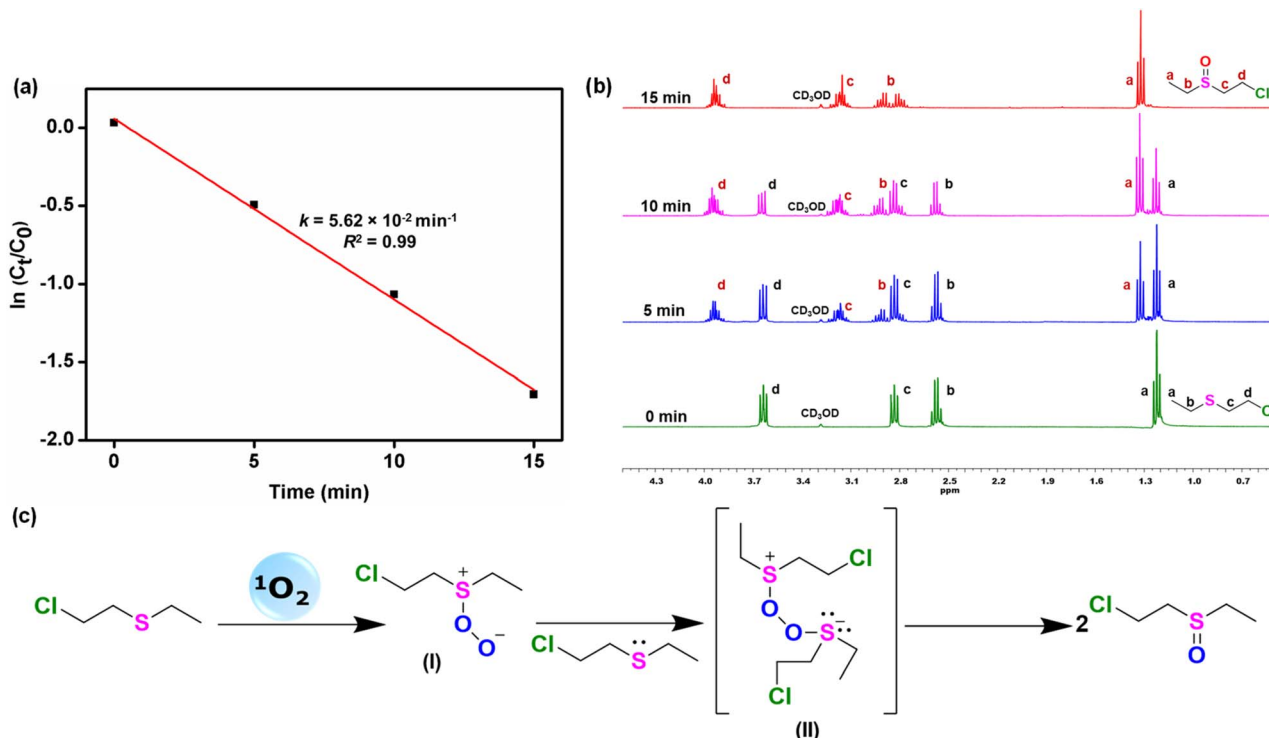 (a)
ln (Ct/C0)
0.0
-0.5
-1.0
-1.5
-2.0
k = 5.62 × 10-2 min-1
R2 = 0.99
0 5 10 15
Time (min)
(b)
15 min
d
CD3OD
c
b
a
O
a b S c d Cl
10 min
d d CD3OD c b c b a a
5 min
d d CD3OD c b c b a a
0 min
d CD3OD c b a
a b S c d C
4.3 4.0 3.7 3.4 3.1 2.8 2.5 2.2 1.9 1.6 1.3 1.0 0.7
ppm
(c)
Cl
S
1O2
Cl
+
S
O
O-
(I)
Cl
S
+
S
Cl
O
O
S
-
Cl
(II)
2
Cl
S
O